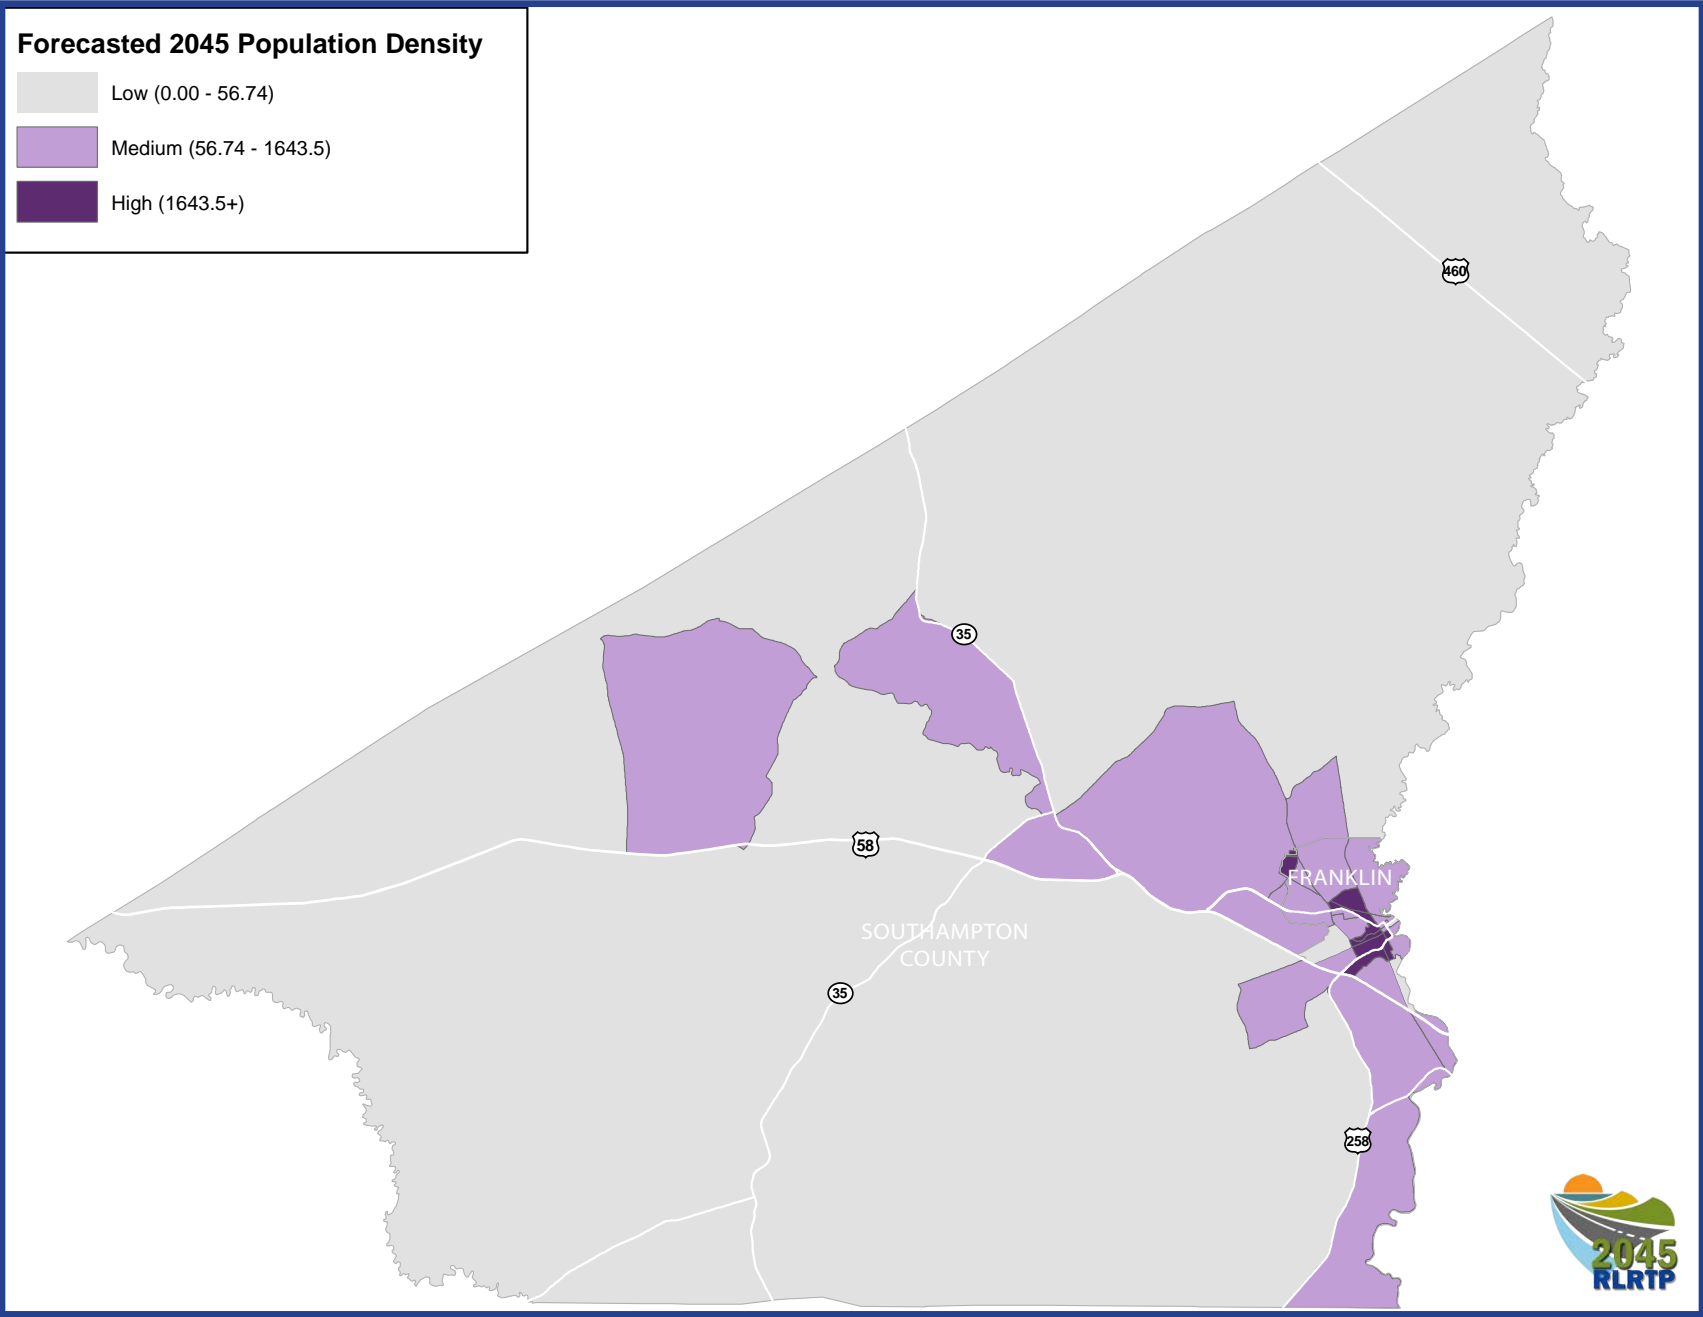 Forecasted 2045 Population Density
Low (0.00 - 56.74)
Medium (56.74 - 1643.5)
High (1643.5+)
460
35
58
FRANKLIN
SOUTHAMPTON
COUNTY
35
258
2045
RLRTP